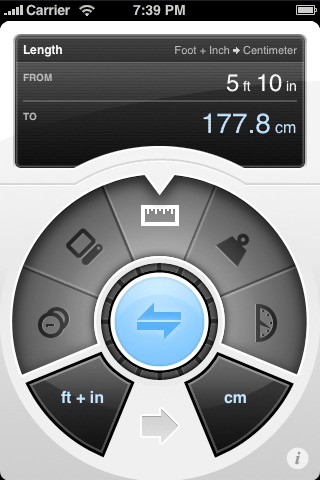 Carrier 7:39 PM
Length Foot + Inch ➔ Centimeter
FROM 5 ft 10 in
TO 177.8 cm
ft + in cm
i